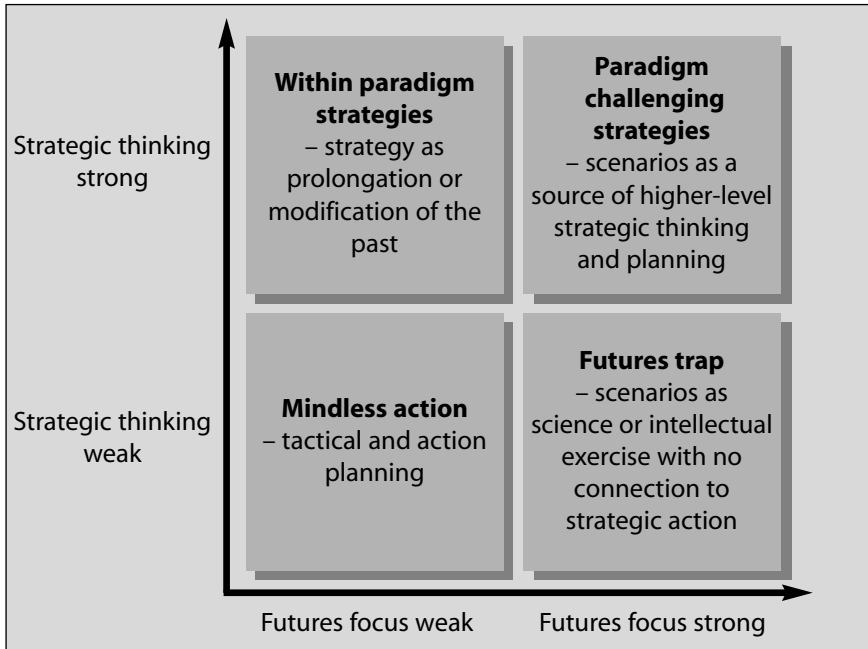 Strategic thinking
strong
Within paradigm
strategies
– strategy as
prolongation or
modification of the
past
Paradigm
challenging
strategies
– scenarios as a
source of higher-level
strategic thinking
and planning
Strategic thinking
weak
Mindless action
– tactical and action
planning
Futures trap
– scenarios as
science or intellectual
exercise with no
connection to
strategic action
Futures focus weak
Futures focus strong